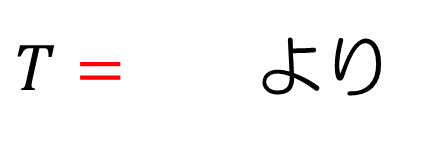 T = より